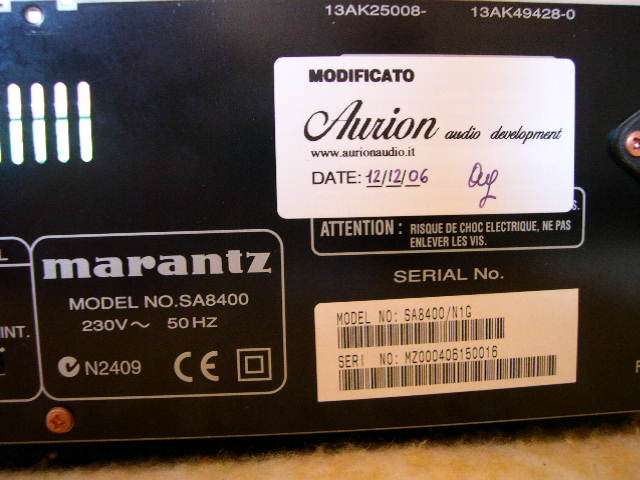 13AK25008-
13AK49428-0
MODIFICATO
Aurion audio development
www.aurionaudio.it
DATE: 12/12/06
S.
ATTENTION : RISQUE DE CHOC ELECTRIQUE, NE PAS
ENLEVER LES VIS.
L
marantz
MODEL NO.SA8400
230V~ 50HZ
N2409 CE
INT.
SERIAL No.
MODEL NO: SA8400/N1G
SERI NO: MZ000406150016